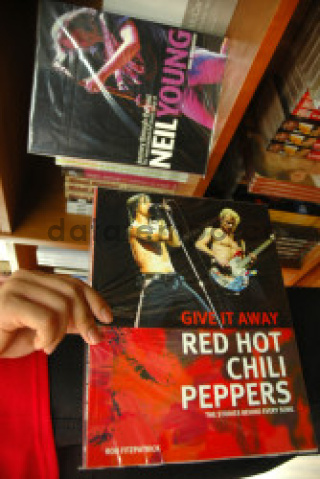 NEIL YOUNG
GIVE IT AWAY
RED HOT
CHILI
PEPPERS
THE STORIES BEHIND EVERY SONG
ROB FITZPATRICK